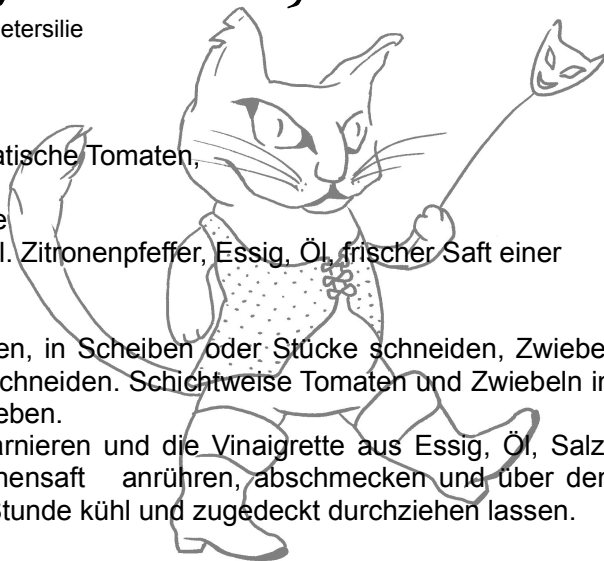 etersilie
atische Tomaten,
e
l. Zitronenpfeffer, Essig, Öl, frischer Saft einer
en, in Scheiben oder Stücke schneiden, Zwiebe
chneiden. Schichtweise Tomaten und Zwiebeln in
eben.
arnieren und die Vinaigrette aus Essig, Öl, Salz
nensaft anrühren, abschmecken und über der
Stunde kühl und zugedeckt durchziehen lassen.